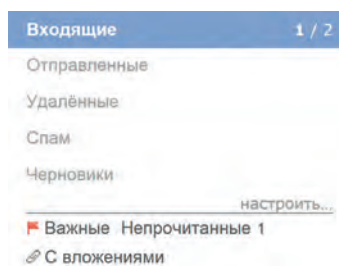 Входящие 1 / 2
Отправленные
Удалённые
Спам
Черновики
настроить...
Важные Непрочитанные 1
С вложениями